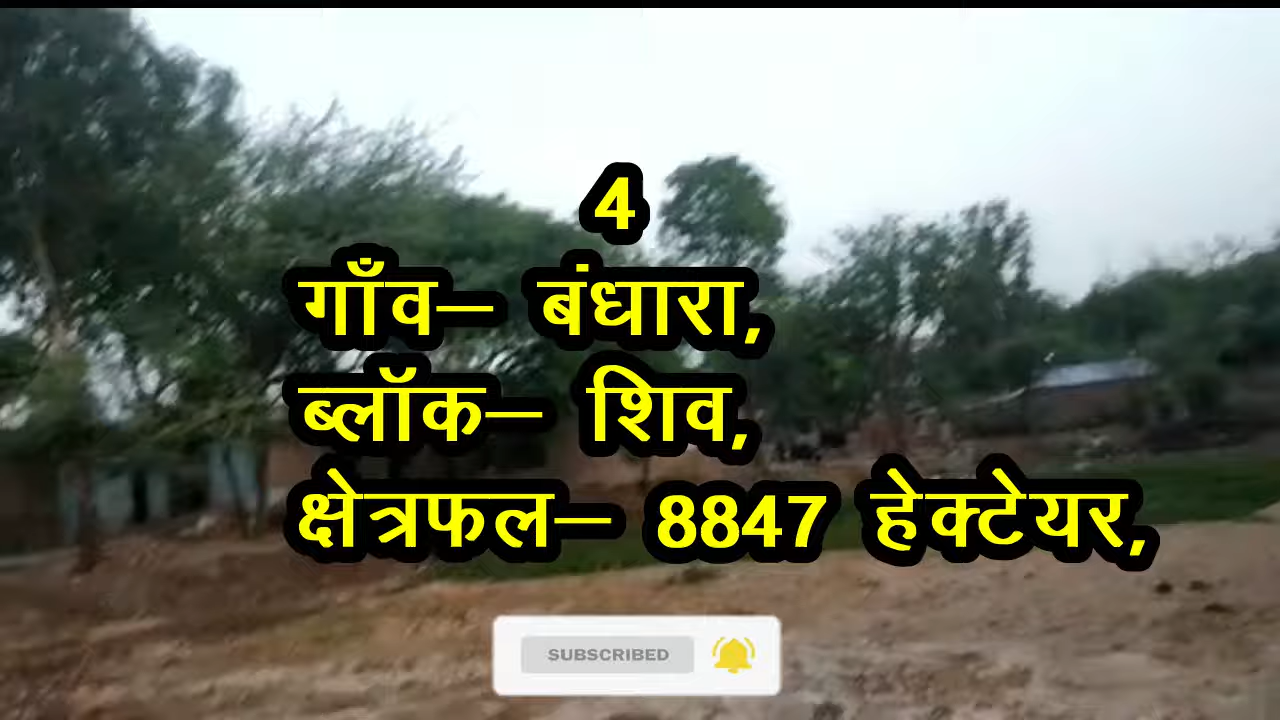 4
गाँव– बंधारा,
ब्लॉक– शिव,
क्षेत्रफल– 8847 हेक्टेयर,
SUBSCRIBED